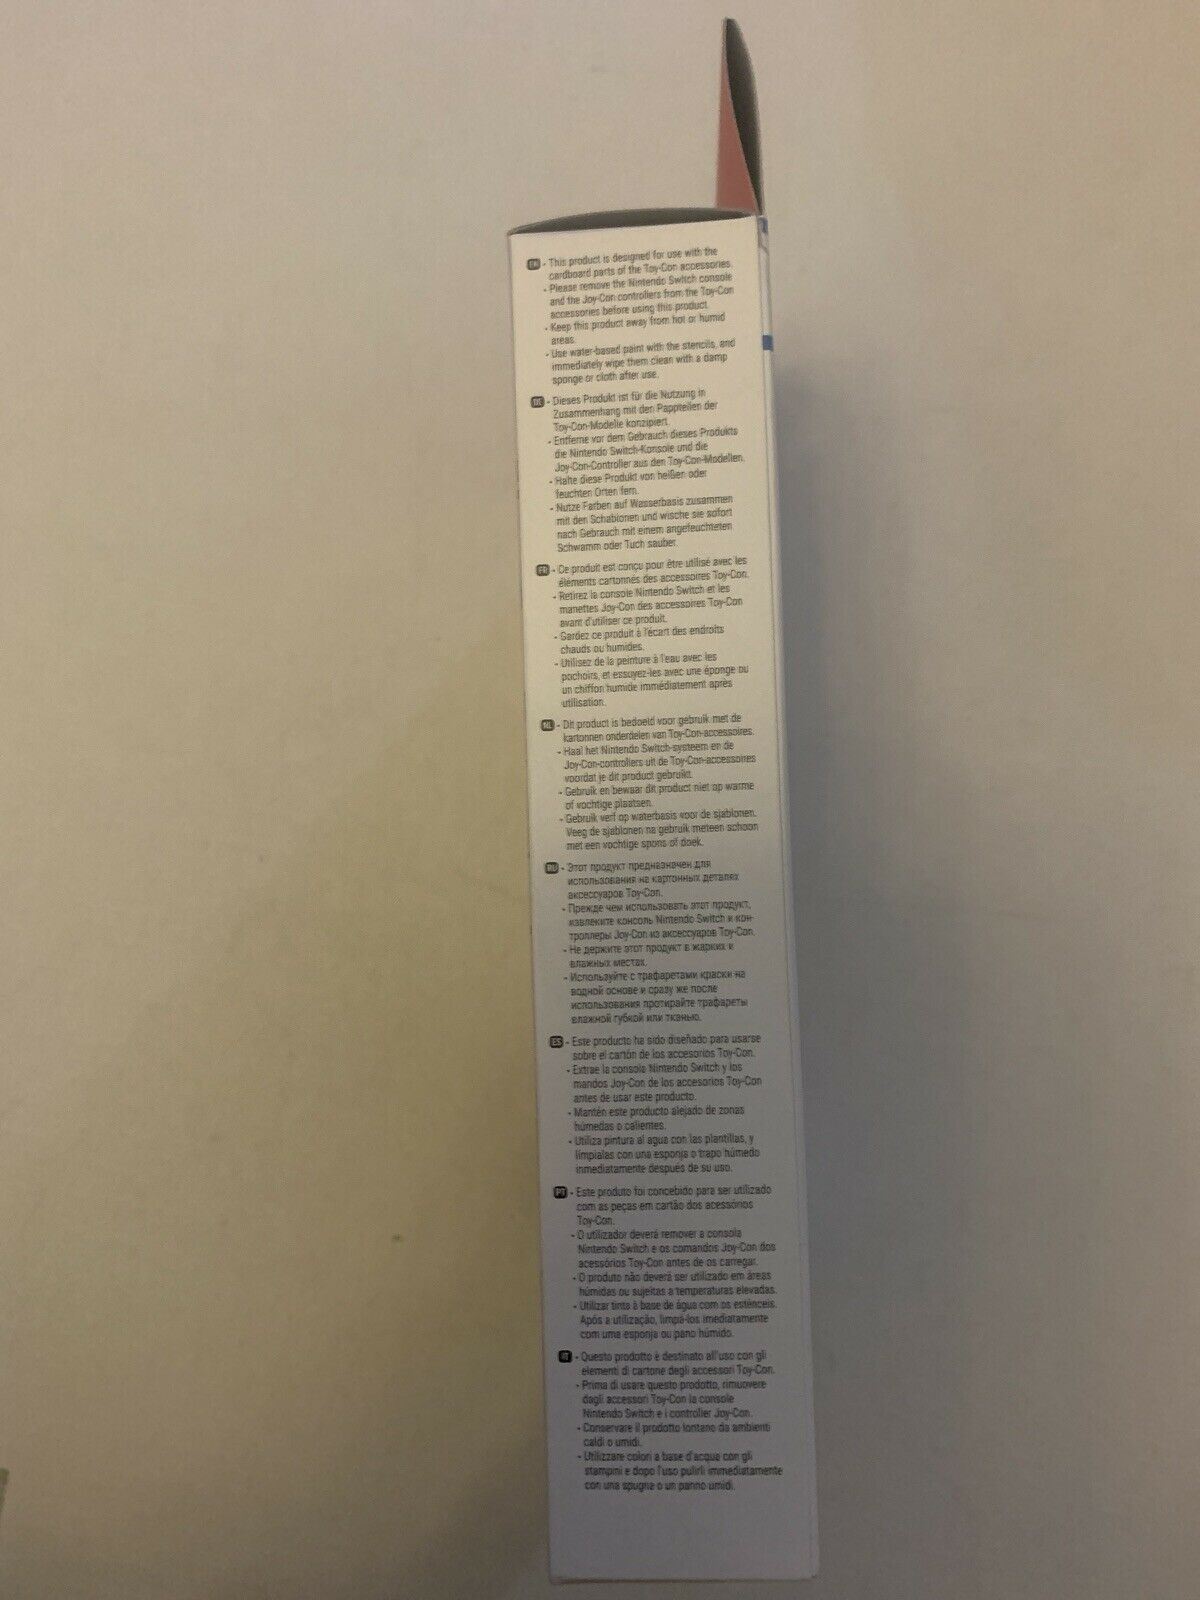 EN - This product is designed for use with the
cardboard parts of the Toy-Con accessories.
- Please remove the Nintendo Switch console
and the Joy-Con controllers from the Toy-Con
accessories before using this product.
- Keep this product away from hot or humid
areas.
- Use water-based paint with the stencils, and
immediately wipe them clean with a damp
sponge or cloth after use.
DE - Dieses Produkt ist für die Nutzung in
Zusammenhang mit den Pappteilen der
Toy-Con-Modelle konzipiert.
- Entferne vor dem Gebrauch dieses Produkts
die Nintendo Switch-Konsole und die
Joy-Con-Controller aus den Toy-Con-Modellen.
- Halte diese Produkt von heißen oder
feuchten Orten fern.
- Nutze Farben auf Wasserbasis zusammen
mit den Schablonen und wische sie sofort
nach Gebrauch mit einem angefeuchteten
Schwamm oder Tuch sauber.
FR - Ce produit est conçu pour être utilisé avec les
éléments cartonnés des accessoires Toy-Con.
- Retirez la console Nintendo Switch et les
manettes Joy-Con des accessoires Toy-Con
avant d'utiliser ce produit.
- Gardez ce produit à l'écart des endroits
chauds ou humides.
- Utilisez de la peinture à l'eau avec les
pochoirs, et essuyez-les avec une éponge ou
un chiffon humide immédiatement après
utilisation.
NL - Dit product is bedoeld voor gebruik met de
kartonnen onderdelen van Toy-Con-accessoires.
- Haal het Nintendo Switch-systeem en de
Joy-Con-controllers uit de Toy-Con-accessoires
voordat je dit product gebruikt.
- Gebruik en bewaar dit product niet op warme
of vochtige plaatsen.
- Gebruik verf op waterbasis voor de sjablonen.
Veeg de sjablonen na gebruik meteen schoon
met een vochtige spons of doek.
RU - Этот продукт предназначен для
использования на картонных деталях
аксессуаров Toy-Con.
- Прежде чем использовать этот продукт,
извлеките консоль Nintendo Switch и кон-
троллеры Joy-Con из аксессуаров Toy-Con.
- Не держите этот продукт в жарких и
влажных местах.
- Используйте с трафаретами краски на
водной основе и сразу же после
использования протирайте трафареты
влажной губкой или тканью.
ES - Este producto ha sido diseñado para usarse
sobre el cartón de los accesorios Toy-Con.
- Extrae la consola Nintendo Switch y los
mandos Joy-Con de los accesorios Toy-Con
antes de usar este producto.
- Mantén este producto alejado de zonas
húmedas o calientes.
- Utiliza pintura al agua con las plantillas, y
límpialas con una esponja o trapo húmedo
inmediatamente después de su uso.
PT - Este produto foi concebido para ser utilizado
com as peças em cartão dos acessórios
Toy-Con.
- O utilizador deverá remover a consola
Nintendo Switch e os comandos Joy-Con dos
acessórios Toy-Con antes de os carregar.
- O produto não deverá ser utilizado em áreas
húmidas ou sujeitas a temperaturas elevadas.
- Utilizar tinta à base de água com os estênceis.
Após a utilização, limpá-los imediatamente
com uma esponja ou pano húmido.
IT - Questo prodotto è destinato all'uso con gli
elementi di cartone degli accessori Toy-Con.
- Prima di usare questo prodotto, rimuovere
dagli accessori Toy-Con la console
Nintendo Switch e i controller Joy-Con.
- Conservare il prodotto lontano da ambienti
caldi o umidi.
- Utilizzare colori a base d'acqua con gli
stampini e dopo l'uso pulirli immediatamente
con una spugna o un panno umidi.